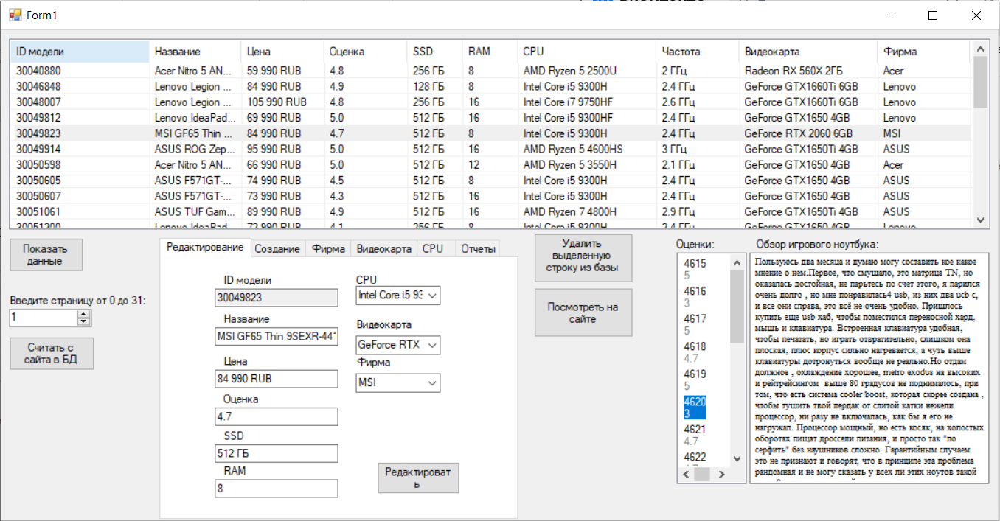 Form1
ID модели Название Цена Оценка SSD RAM CPU Частота Видеокарта Фирма
30040880 Acer Nitro 5 AN... 59 990 RUB 4.8 256 ГБ 8 AMD Ryzen 5 2500U 2 ГГц Radeon RX 560X 2ГБ Acer
30046848 Lenovo Legion ... 84 990 RUB 4.9 128 ГБ 8 Intel Core i5 9300H 2.4 ГГц GeForce GTX1660Ti 6GB Lenovo
30048007 Lenovo Legion ... 105 990 RUB 4.8 256 ГБ 16 Intel Core i7 9750HF 2.6 ГГц GeForce GTX1660Ti 6GB Lenovo
30049812 Lenovo IdeaPad... 69 990 RUB 5.0 512 ГБ 16 Intel Core i5 9300HF 2.4 ГГц GeForce GTX1650 4GB Lenovo
30049823 MSI GF65 Thin ... 84 990 RUB 4.7 512 ГБ 8 Intel Core i5 9300H 2.4 ГГц GeForce RTX 2060 6GB MSI
30049914 ASUS ROG Zep... 95 990 RUB 5.0 512 ГБ 16 AMD Ryzen 5 4600HS 3 ГГц GeForce GTX1650Ti 4GB ASUS
30050598 Acer Nitro 5 AN... 66 990 RUB 5.0 512 ГБ 12 AMD Ryzen 5 3550H 2.1 ГГц GeForce GTX1650 4GB Acer
30050605 ASUS F571GT-... 74 990 RUB 4.5 512 ГБ 8 Intel Core i5 9300H 2.4 ГГц GeForce GTX1650 4GB ASUS
30050607 ASUS F571GT-... 73 990 RUB 4.3 512 ГБ 16 Intel Core i5 9300H 2.4 ГГц GeForce GTX1650 4GB ASUS
30051061 ASUS TUF Gam... 89 990 RUB 4.9 512 ГБ 16 AMD Ryzen 7 4800H 2.9 ГГц GeForce GTX1650Ti 4GB ASUS
30051200 Lenovo IdeaPad... 72 990 RUB 4.1 256 ГБ 8 Intel Core i5 9300H 2.4 ГГц GeForce GTX1650 4GB Lenovo
Показать
данные
Введите страницу от 0 до 31:
1
Считать с
сайта в БД
Редактирование Создание Фирма Видеокарта CPU Отчеты
ID модели
30049823
Название
MSI GF65 Thin 9SEXR-44
Цена
84 990 RUB
Оценка
4.7
SSD
512 ГБ
RAM
8
CPU
Intel Core i5 93
Видеокарта
GeForce RTX
Фирма
MSI
Редактироват
ь
Удалить
выделенную
строку из базы
Посмотреть на
сайте
Оценки:
4615
5
4616
3
4617
5
4618
4.7
4619
5
4620
3
4621
4.7
4622
Обзор игрового ноутбука:
Пользуюсь два месяца и думаю могу составить кое какое
мнение о нем.Первое, что смущало, это матрица TN, но
оказалась достойная, не парьтесь по счет этого, я парился
очень долго , но мне понравилась4 usb, из них два ucb c,
и все они справа, это всё не очень удобно. Пришлось
купить еще usb хаб, чтобы поместился переносной хард,
мышь и клавиатура. Встроенная клавиатура удобная,
чтобы печатать, но играть отвратительно, слишком она
плоская, плюс корпус сильно нагревается, а чуть выше
клавиатуры дотронуться вообще не реально.Но отдам
должное , охлаждение хорошее, metro exodus на высоких
и рейтрейсингом выше 80 градусов не поднималось, при
том, что есть система cooler boost, которая скорее создана ,
чтобы тушить твой пердак от слитой катки нежели
процессор, ни разу не включалась, как бы я его не
нагружал. Процессор мощный, но есть косяк, на холостых
оборотах пищат дроссели питания, и просто так "по
серфить" без наушников сложно. Гарантийным случаем
это не признают и говорят, что в принципе эта проблема
рандомная и не могу сказать у всех ли этих ноутов такой